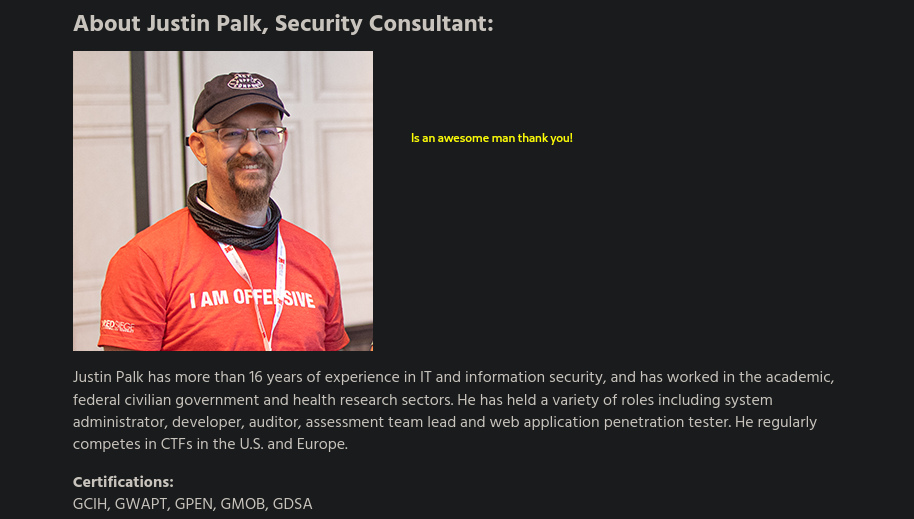 About Justin Palk, Security Consultant:
Is an awesome man thank you!
I AM OFFENSIVE
REDSIEGE
Justin Palk has more than 16 years of experience in IT and information security, and has worked in the academic,
federal civilian government and health research sectors. He has held a variety of roles including system
administrator, developer, auditor, assessment team lead and web application penetration tester. He regularly
competes in CTFs in the U.S. and Europe.
Certifications:
GCIH, GWAPT, GPEN, GMOB, GDSA